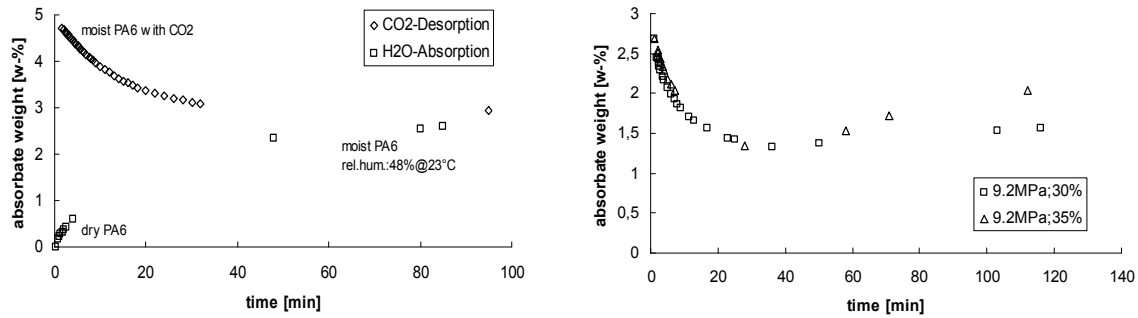 absorbate weight [w-%]
5
4
3
2
1
0
moist PA6 with CO2
CO2-Desorption
H2O-Absorption
moist PA6
rel.hum.:48%@23°C
dry PA6
0 20 40 60 80 100
time [min]
absorbate weight [w-%]
3
2,5
2
1,5
1
0,5
0
9.2MPa;30%
9.2MPa;35%
0 20 40 60 80 100 120 140
time [min]